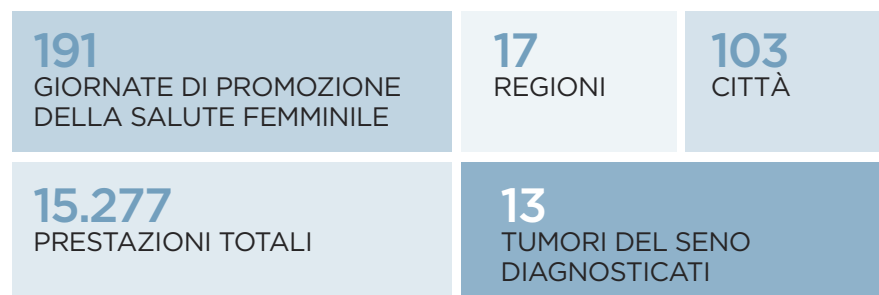 191
GIORNATE DI PROMOZIONE
DELLA SALUTE FEMMINILE
17
REGIONI
103
CITTÀ
15.277
PRESTAZIONI TOTALI
13
TUMORI DEL SENO
DIAGNOSTICATI